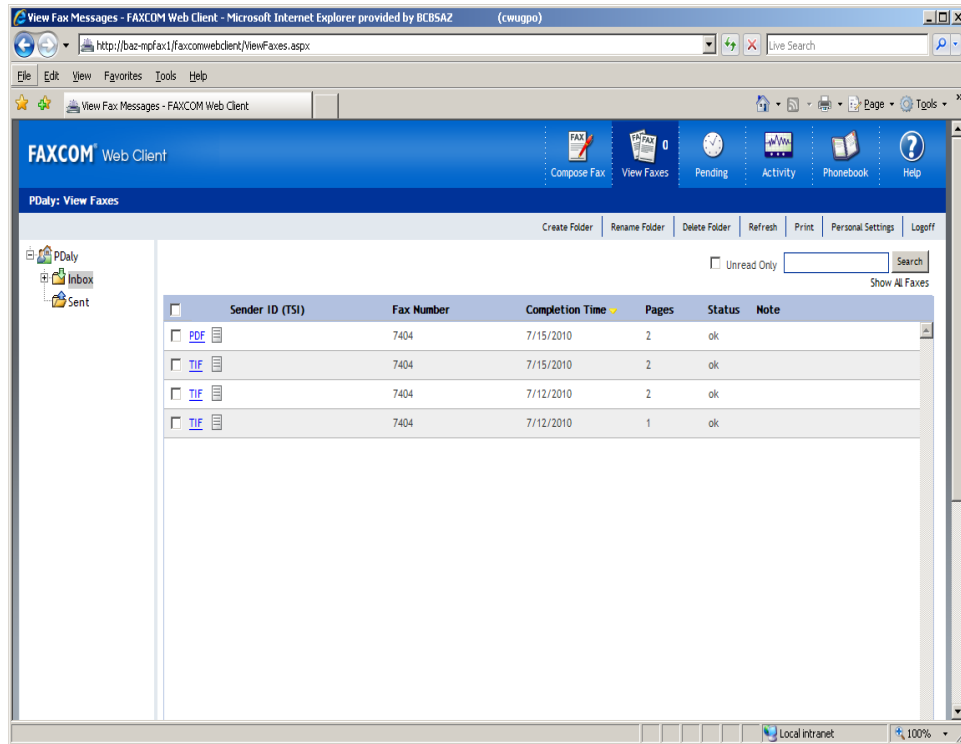 View Fax Messages - FAXCOM Web Client - Microsoft Internet Explorer provided by BCBSAZ (cwugpo)
http://baz-mpfax1/faxcomwebclient/ViewFaxes.aspx Live Search
File Edit View Favorites Tools Help
View Fax Messages - FAXCOM Web Client Page Tools
FAXCOM® Web Client
FAX FAX 0
Compose Fax View Faxes Pending Activity Phonebook Help
PDaly: View Faxes
Create Folder Rename Folder Delete Folder Refresh Print Personal Settings Logoff
PDaly
Inbox
Sent
Unread Only Search
Show All Faxes
Sender ID (TSI) Fax Number Completion Time Pages Status Note
PDF 7404 7/15/2010 2 ok
TIF 7404 7/15/2010 2 ok
TIF 7404 7/12/2010 2 ok
TIF 7404 7/12/2010 1 ok
Local intranet 100%